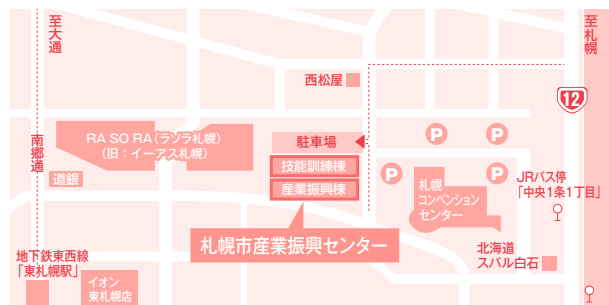 至大通
至札幌
西松屋
12
南郷通
RA SO RA(ラソラ札幌)
(旧：イーアス札幌)
駐車場
P
P
道銀
技能訓練棟
産業振興棟
P
P
札幌
コンベンション
センター
JRバス停
「中央1条1丁目」
札幌市産業振興センター
地下鉄東西線
「東札幌駅」
イオン
東札幌店
北海道
スバル白石